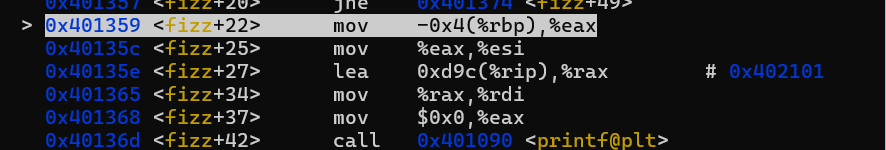 0x401357 <fizz+20> jne 0x401374 <fizz+49>
> 0x401359 <fizz+22> mov -0x4(%rbp),%eax
0x40135c <fizz+25> mov %eax,%esi
0x40135e <fizz+27> lea 0xd9c(%rip),%rax # 0x402101
0x401365 <fizz+34> mov %rax,%rdi
0x401368 <fizz+37> mov $0x0,%eax
0x40136d <fizz+42> call 0x401090 <printf@plt>